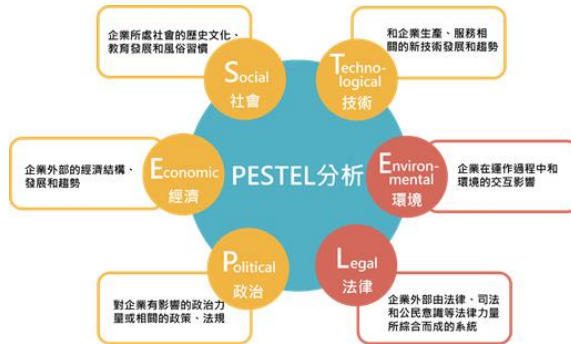 企業所處社會的歷史文化、
教育發展和風俗習慣
Social
社會
Techno-
logical
技術
和企業生產、服務相
關的新技術發展和趨勢
企業外部的經濟結構、
發展和趨勢
Economic
經濟
PESTEL分析
Environ-
mental
環境
企業在運作過程中和
環境的交互影響
對企業有影響的政治力
量或相關的政策、法規
Political
政治
Legal
法律
企業外部由法律、司法
和公民意識等法律力量
所綜合而成的系統